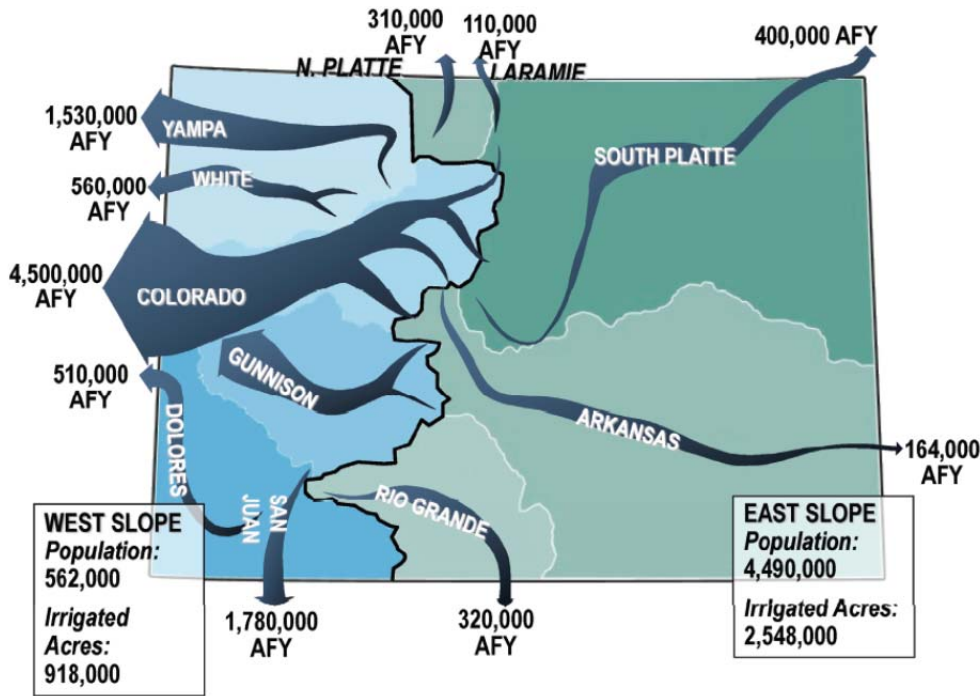 310,000
AFY
110,000
AFY
400,000 AFY
N. PLATTE
LARAMIE
1,530,000
AFY
YAMPA
SOUTH PLATTE
560,000
AFY
WHITE
4,500,000
AFY
COLORADO
510,000
AFY
GUNNISON
DOLORES
ARKANSAS
164,000
AFY
SAN
JUAN
RIO GRANDE
WEST SLOPE
Population:
562,000
Irrigated
Acres:
918,000
EAST SLOPE
Population:
4,490,000
Irrigated Acres:
2,548,000
1,780,000
AFY
320,000
AFY